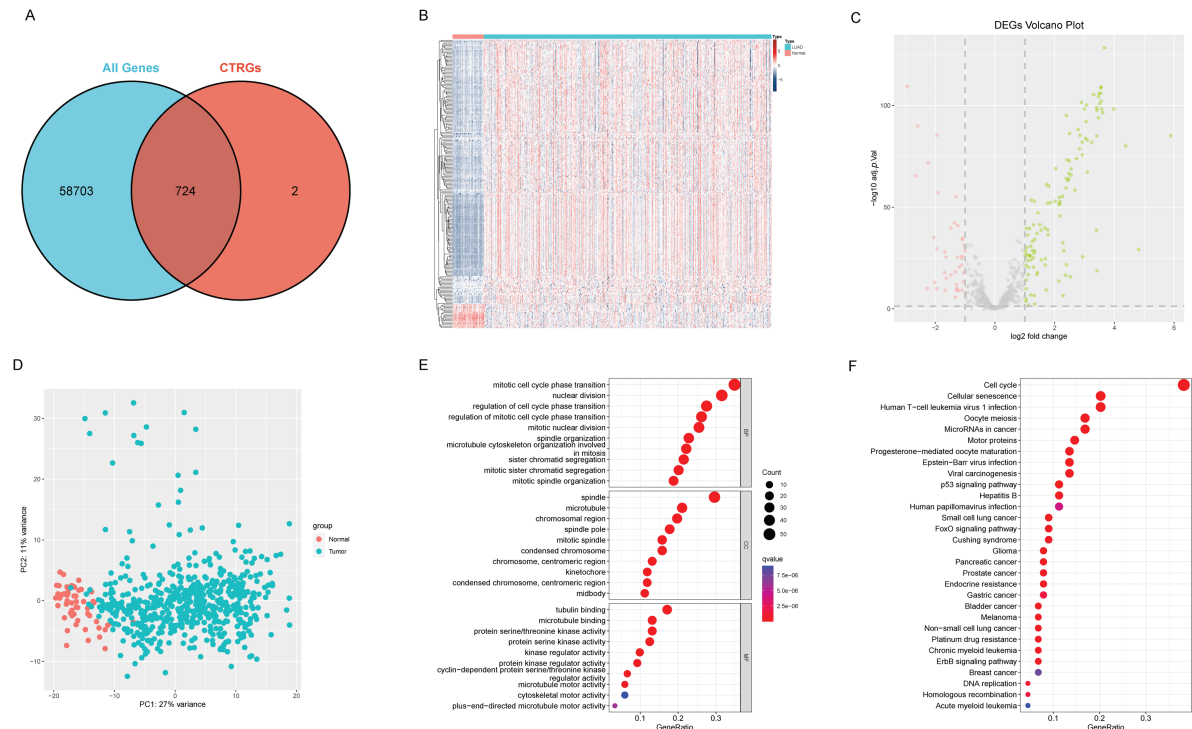 A
All Genes
CTRGs
58703
724
2
B
Type
Type
LUAD
Normal
5
0
−5
C
DEGs Volcano Plot
−log10 adj.p Val
100
50
0
−2
0
2
4
6
log2 fold change
D
PC2: 11% variance
30
20
10
0
−10
−20
−10
0
10
20
PC1: 27% variance
group
Normal
Tumor
E
mitotic cell cycle phase transition
nuclear division
regulation of cell cycle phase transition
regulation of mitotic cell cycle phase transition
mitotic nuclear division
spindle organization
microtubule cytoskeleton organization involved
in mitosis
sister chromatid segregation
mitotic sister chromatid segregation
mitotic spindle organization
BP
spindle
microtubule
chromosomal region
spindle pole
mitotic spindle
condensed chromosome
chromosome, centromeric region
kinetochore
condensed chromosome, centromeric region
midbody
CC
tubulin binding
microtubule binding
protein serine/threonine kinase activity
protein serine kinase activity
kinase regulator activity
protein kinase regulator activity
cyclin−dependent protein serine/threonine kinase
regulator activity
microtubule motor activity
cytoskeletal motor activity
plus−end−directed microtubule motor activity
MF
0.1
0.2
0.3
GeneRatio
Count
10
20
30
40
50
qvalue
7.5e−06
5.0e−06
2.5e−06
F
Cell cycle
Cellular senescence
Human T−cell leukemia virus 1 infection
Oocyte meiosis
MicroRNAs in cancer
Motor proteins
Progesterone−mediated oocyte maturation
Epstein−Barr virus infection
Viral carcinogenesis
p53 signaling pathway
Hepatitis B
Human papillomavirus infection
Small cell lung cancer
FoxO signaling pathway
Cushing syndrome
Glioma
Pancreatic cancer
Prostate cancer
Endocrine resistance
Gastric cancer
Bladder cancer
Melanoma
Non−small cell lung cancer
Platinum drug resistance
Chronic myeloid leukemia
ErbB signaling pathway
Breast cancer
DNA replication
Homologous recombination
Acute myeloid leukemia
0.1
0.2
0.3
GeneRatio